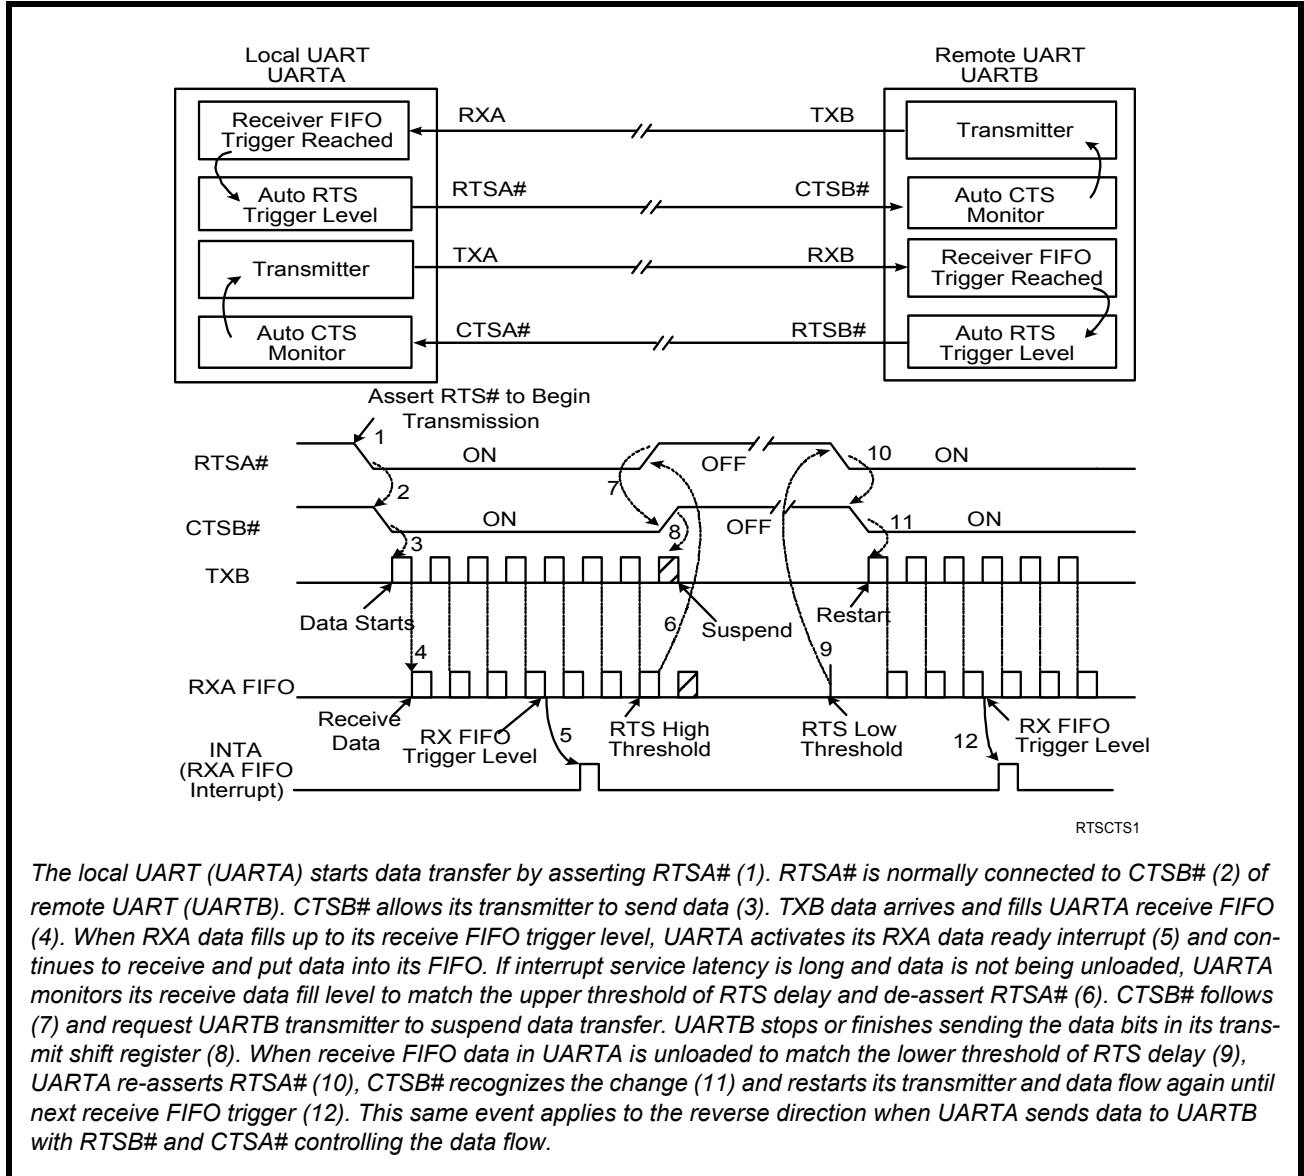 Local UART
UARTA
Remote UART
UARTB
Receiver FIFO
Trigger Reached
RXA
TXB
Transmitter
Auto RTS
Trigger Level
RTSA#
CTSB#
Auto CTS
Monitor
Transmitter
TXA
RXB
Receiver FIFO
Trigger Reached
Auto CTS
Monitor
CTSA#
RTSB#
Auto RTS
Trigger Level
Assert RTS# to Begin
Transmission
1
RTSA#
ON
OFF
10
ON
2
7
CTSB#
ON
8
OFF
11
ON
3
TXB
Data Starts
6
Suspend
Restart
4
9
RXA FIFO
Receive
Data
RX FIFO
Trigger Level
5
RTS High
Threshold
RTS Low
Threshold
12
RX FIFO
Trigger Level
INTA
(RXA FIFO
Interrupt)
RTSCTS1
The local UART (UARTA) starts data transfer by asserting RTSA# (1). RTSA# is normally connected to CTSB# (2) of
remote UART (UARTB). CTSB# allows its transmitter to send data (3). TXB data arrives and fills UARTA receive FIFO
(4). When RXA data fills up to its receive FIFO trigger level, UARTA activates its RXA data ready interrupt (5) and con-
tinues to receive and put data into its FIFO. If interrupt service latency is long and data is not being unloaded, UARTA
monitors its receive data fill level to match the upper threshold of RTS delay and de-assert RTSA# (6). CTSB# follows
(7) and request UARTB transmitter to suspend data transfer. UARTB stops or finishes sending the data bits in its trans-
mit shift register (8). When receive FIFO data in UARTA is unloaded to match the lower threshold of RTS delay (9),
UARTA re-asserts RTSA# (10), CTSB# recognizes the change (11) and restarts its transmitter and data flow again until
next receive FIFO trigger (12). This same event applies to the reverse direction when UARTA sends data to UARTB
with RTSB# and CTSA# controlling the data flow.